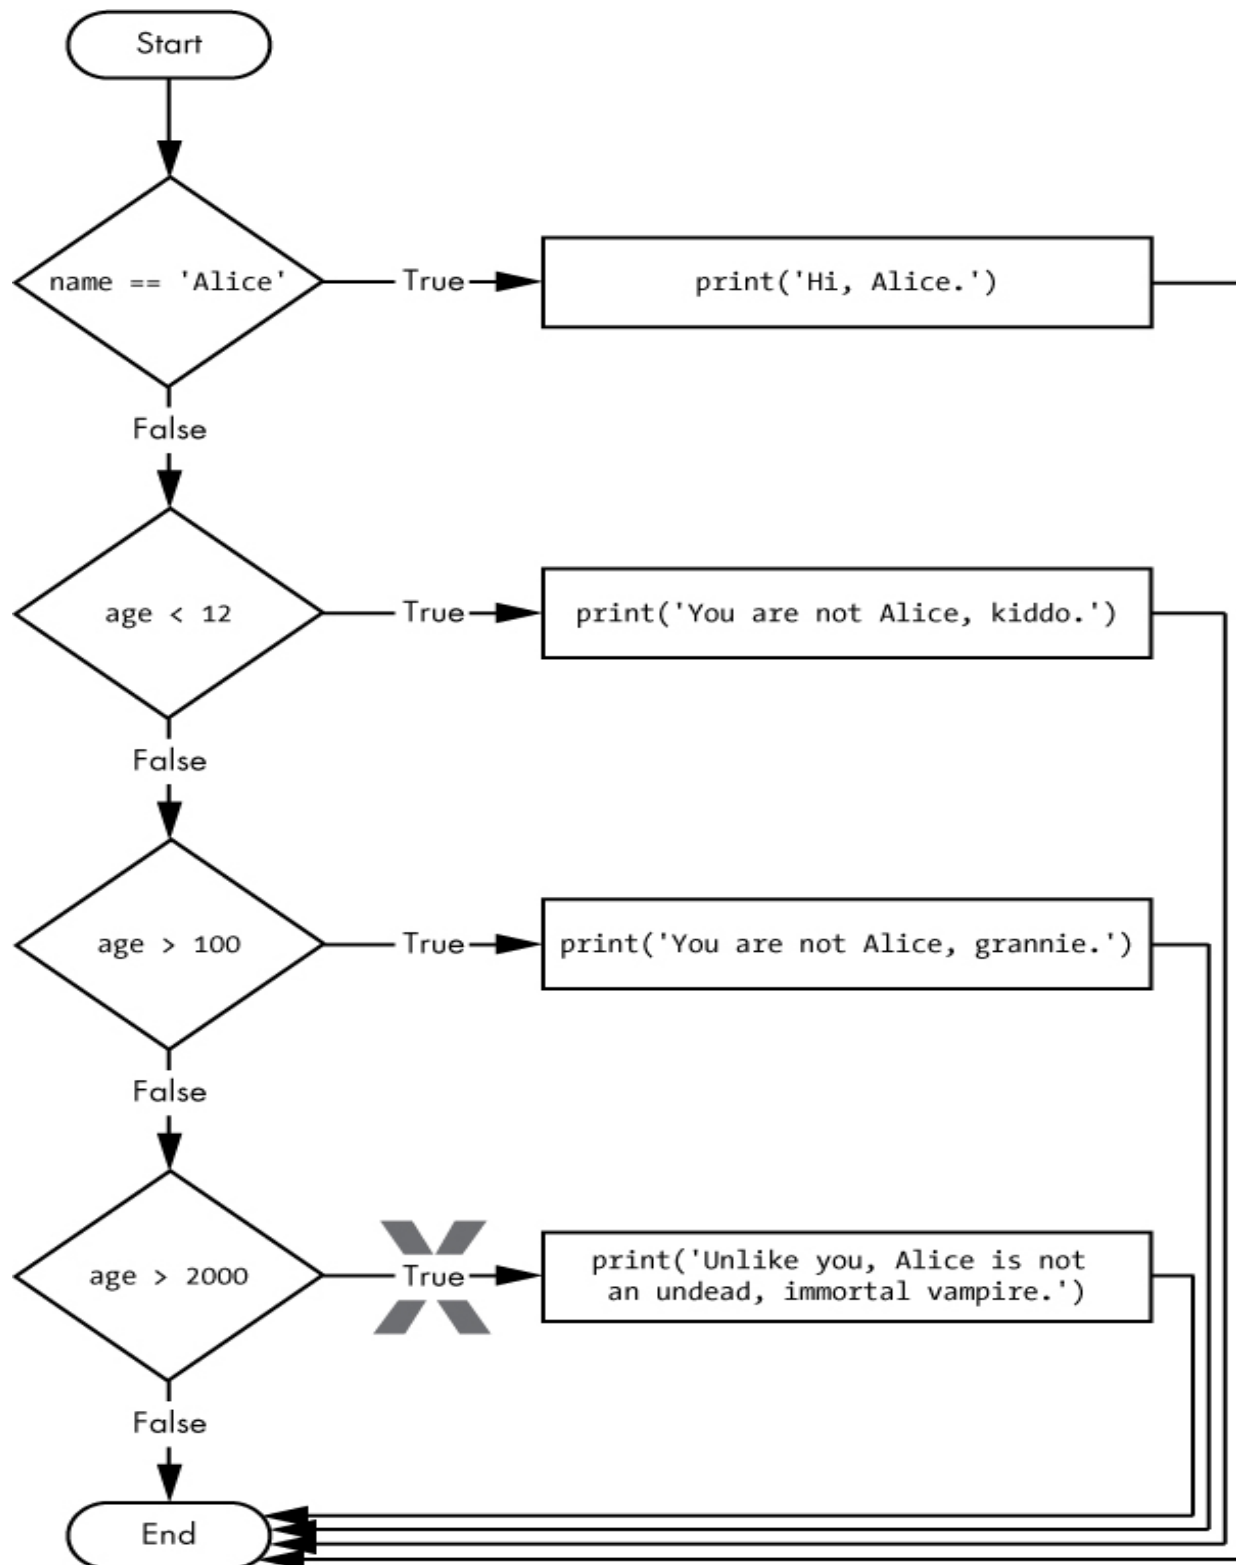 Start
name == 'Alice'
True
print('Hi, Alice.')
False
age < 12
True
print('You are not Alice, kiddo.')
False
age > 100
True
print('You are not Alice, grannie.')
False
age > 2000
True
print('Unlike you, Alice is not
an undead, immortal vampire.')
False
End